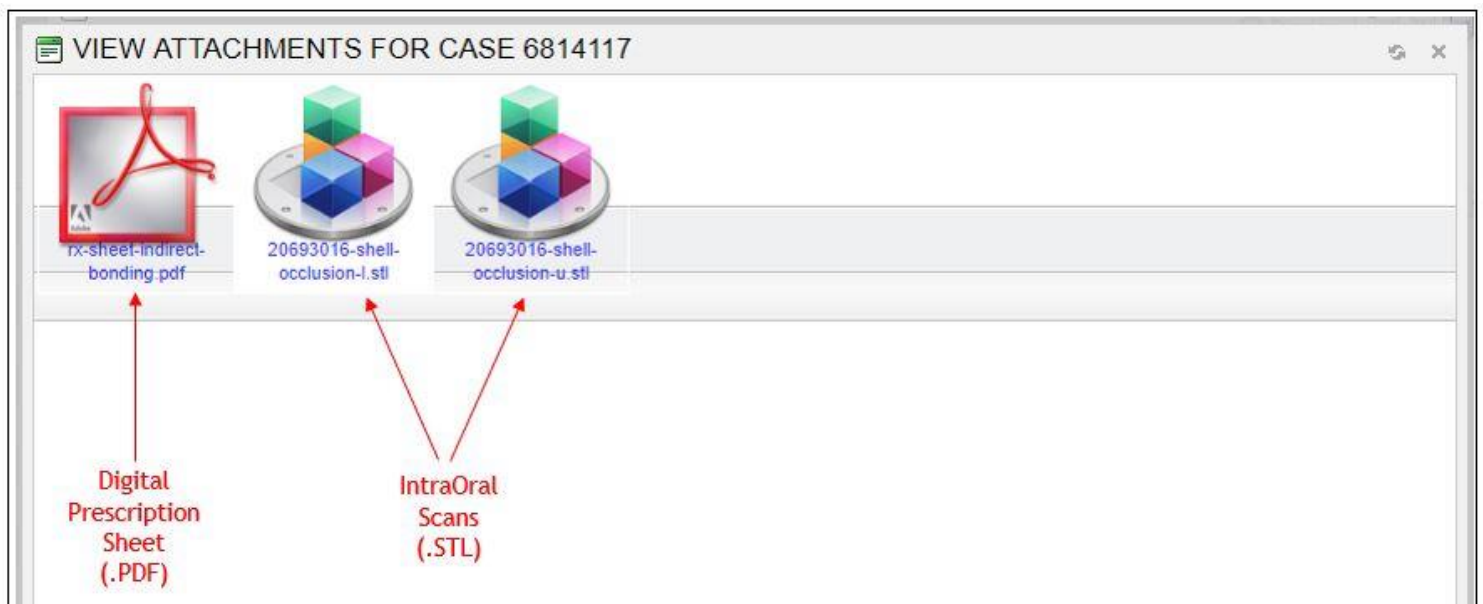 VIEW ATTACHMENTS FOR CASE 6814117
Adobe
rx-sheet-indirect-
bonding.pdf
20693016-shell-
occlusion-l.stl
20693016-shell-
occlusion-u.stl
Digital
Prescription
Sheet
(.PDF)
IntraOral
Scans
(.STL)